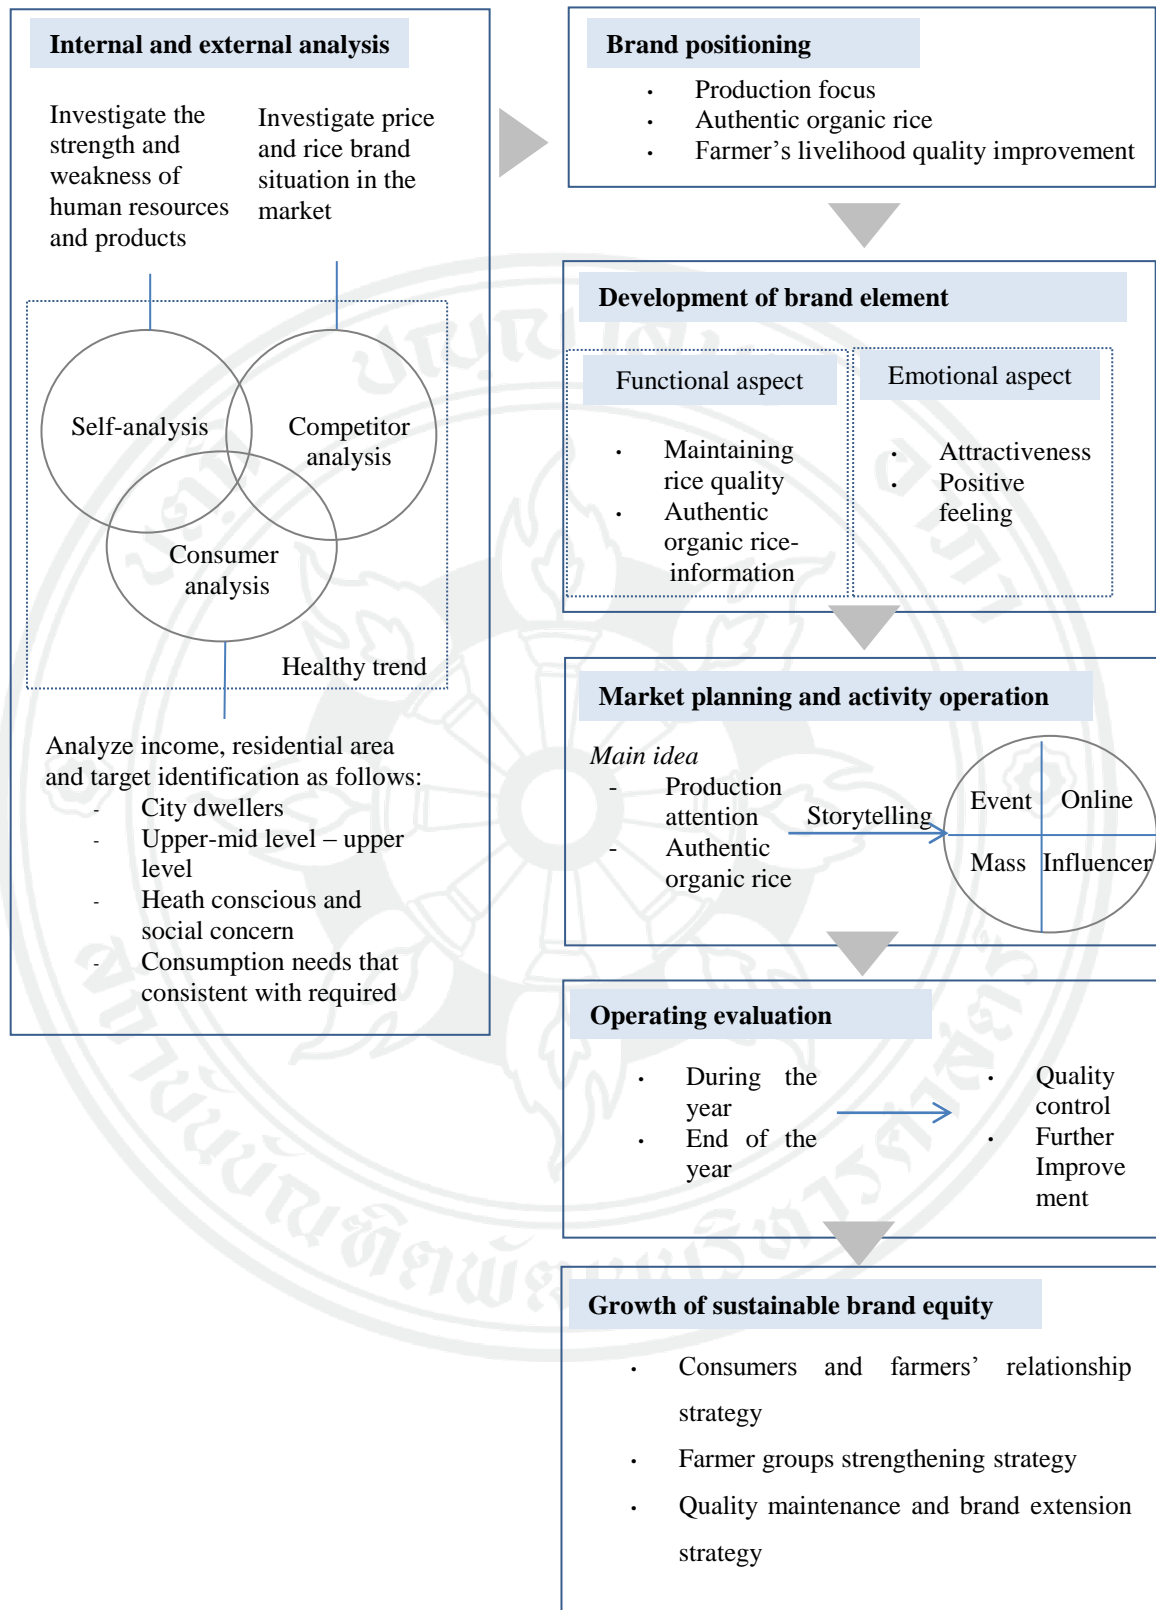 Internal and external analysis
Investigate the
strength and
weakness of
human resources
and products
Investigate price
and rice brand
situation in the
market
Self-analysis
Competitor
analysis
Consumer
analysis
Healthy trend
Analyze income, residential area
and target identification as follows:
- City dwellers
- Upper-mid level – upper
level
- Heath conscious and
social concern
- Consumption needs that
consistent with required
Brand positioning
· Production focus
· Authentic organic rice
· Farmer’s livelihood quality improvement
Development of brand element
Functional aspect
· Maintaining
rice quality
· Authentic
organic rice-
information
Emotional aspect
· Attractiveness
· Positive
feeling
Market planning and activity operation
Main idea
- Production
attention
- Authentic
organic rice
Storytelling
Event
Online
Mass
Influencer
Operating evaluation
· During the
year
· End of the
year
· Quality
control
· Further
Improve
ment
Growth of sustainable brand equity
· Consumers and farmers’ relationship
strategy
· Farmer groups strengthening strategy
· Quality maintenance and brand extension
strategy